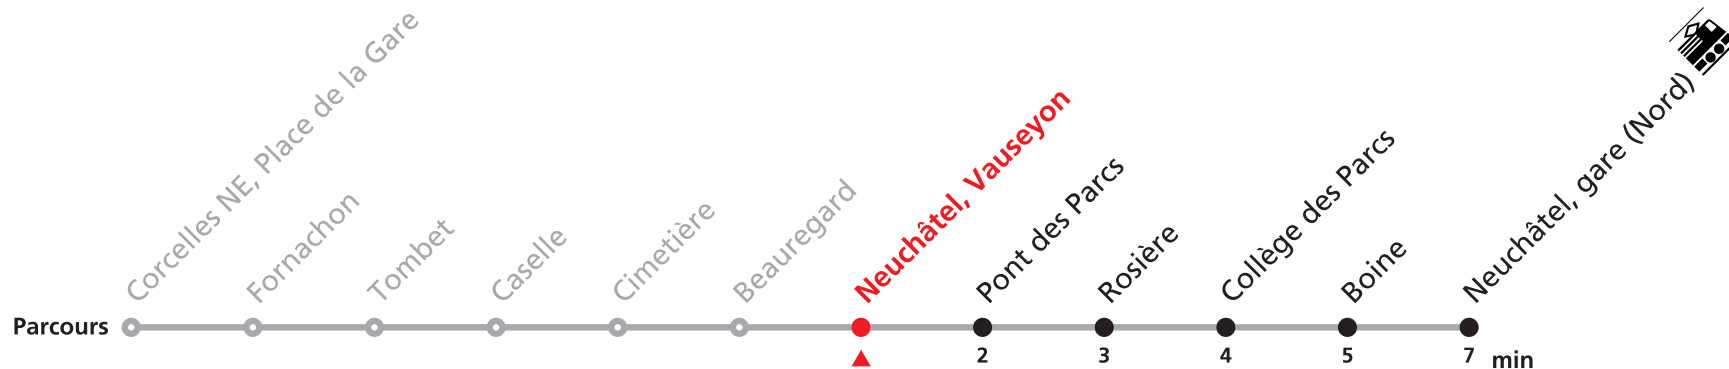 Corcelles NE, Place de la Gare
Fornachon
Tombet
Caselle
Cimetière
Beauregard
Neuchâtel, Vauseyon
Pont des Parcs
Rosière
Collège des Parcs
Boine
Neuchâtel, gare (Nord)
Parcours
2 3 4 5 7 min